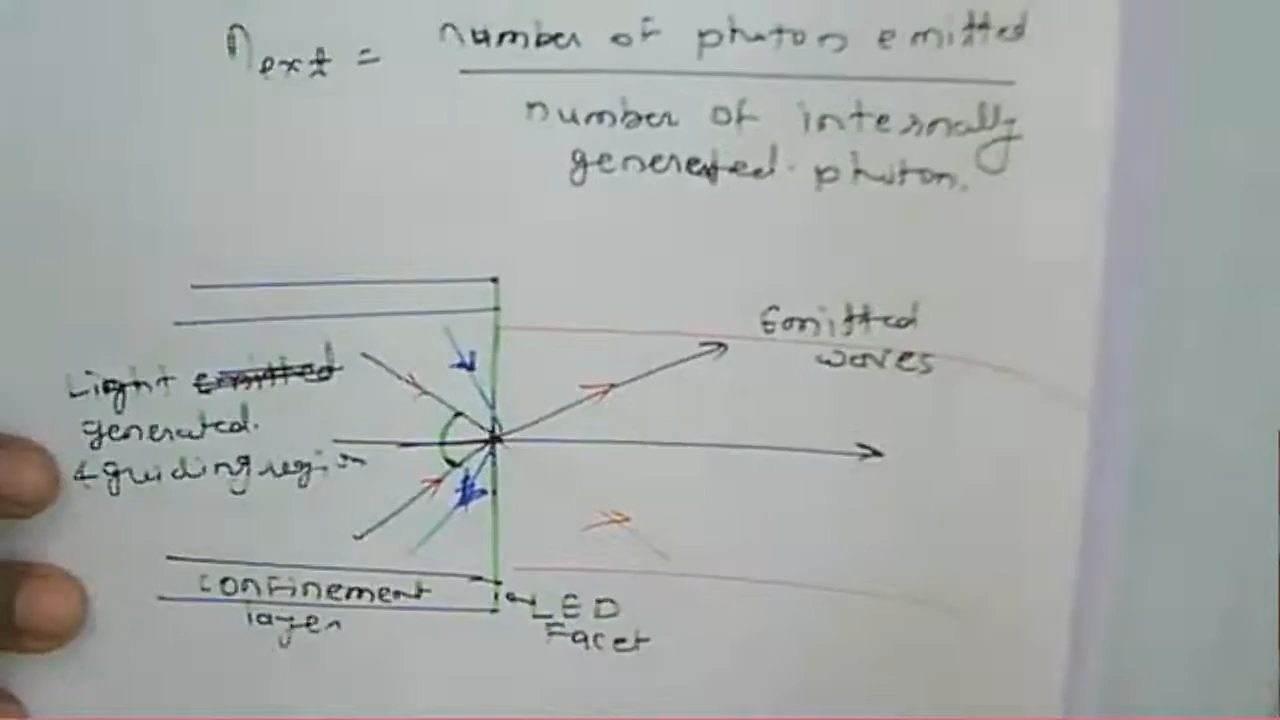 ηext = number of photon emitted
number of internally
generated photon.
Emitted
waves
Light emitted
generated.
& guiding region
confinement
layer
LED
Facet